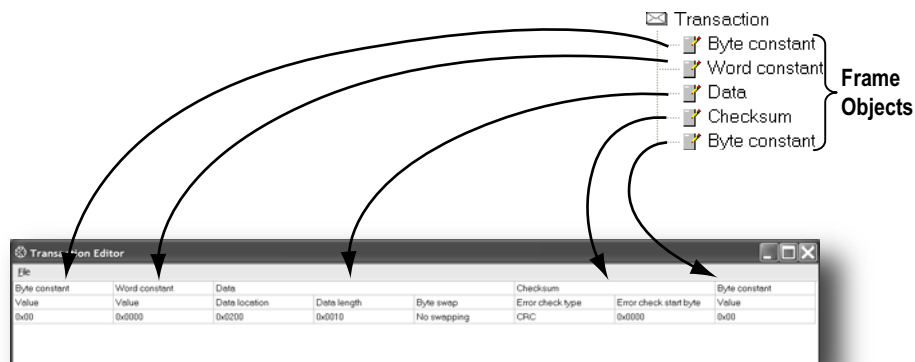 Transaction
Byte constant
Word constant
Data
Checksum
Byte constant
Frame
Objects
Transaction Editor
File
Byte constant Word constant Data Checksum Byte constant
Value Value Data location Data length Byte swap Error check type Error check start byte Value
0x00 0x0000 0x0200 0x0010 No swapping CRC 0x0000 0x00